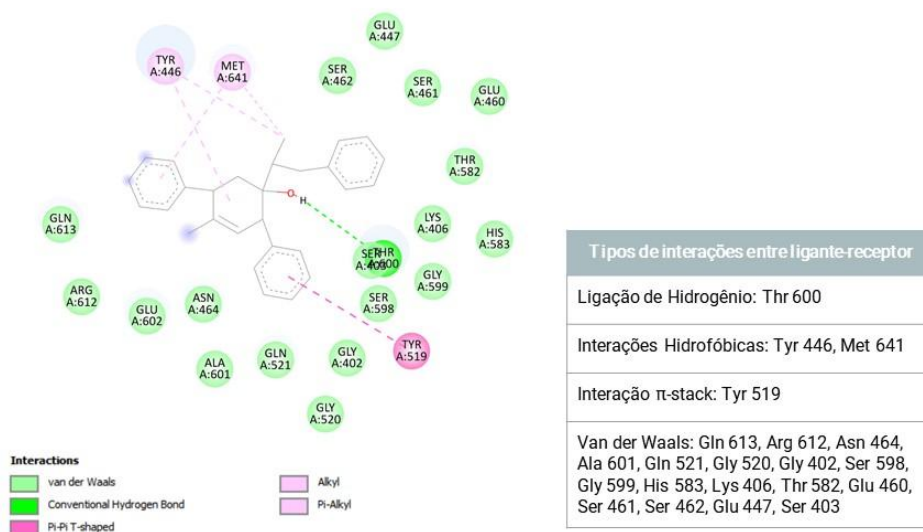 GLU
A:447
TYR
A:446
MET
A:641
SER
A:462
SER
A:461
GLU
A:460
THR
A:582
GLN
A:613
O
H
LYS
A:406
HIS
A:583
SER
A:403
THR
A:600
GLY
A:599
ARG
A:612
GLU
A:602
ASN
A:464
SER
A:598
ALA
A:601
GLN
A:521
GLY
A:402
TYR
A:519
GLY
A:520
Interactions
van der Waals
Conventional Hydrogen Bond
Pi-Pi T-shaped
Alkyl
Pi-Alkyl
Tipos de interações entre ligante-receptor
Ligação de Hidrogênio: Thr 600
Interações Hidrofóbicas: Tyr 446, Met 641
Interação π-stack: Tyr 519
Van der Waals: Gln 613, Arg 612, Asn 464,
Ala 601, Gln 521, Gly 520, Gly 402, Ser 598,
Gly 599, His 583, Lys 406, Thr 582, Glu 460,
Ser 461, Ser 462, Glu 447, Ser 403